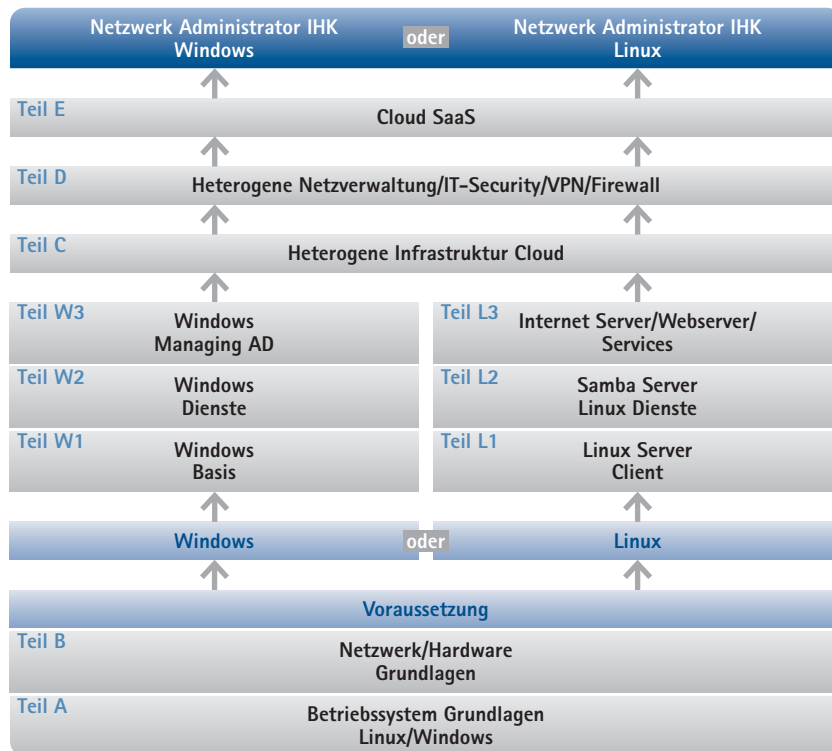 Netzwerk Administrator IHK
Windows
oder
Netzwerk Administrator IHK
Linux
Teil E
Cloud SaaS
Teil D
Heterogene Netzverwaltung/IT-Security/VPN/Firewall
Teil C
Heterogene Infrastruktur Cloud
Teil W3
Windows
Managing AD
Teil L3
Internet Server/Webserver/
Services
Teil W2
Windows
Dienste
Teil L2
Samba Server
Linux Dienste
Teil W1
Windows
Basis
Teil L1
Linux Server
Client
Windows
oder
Linux
Voraussetzung
Teil B
Netzwerk/Hardware
Grundlagen
Teil A
Betriebssystem Grundlagen
Linux/Windows